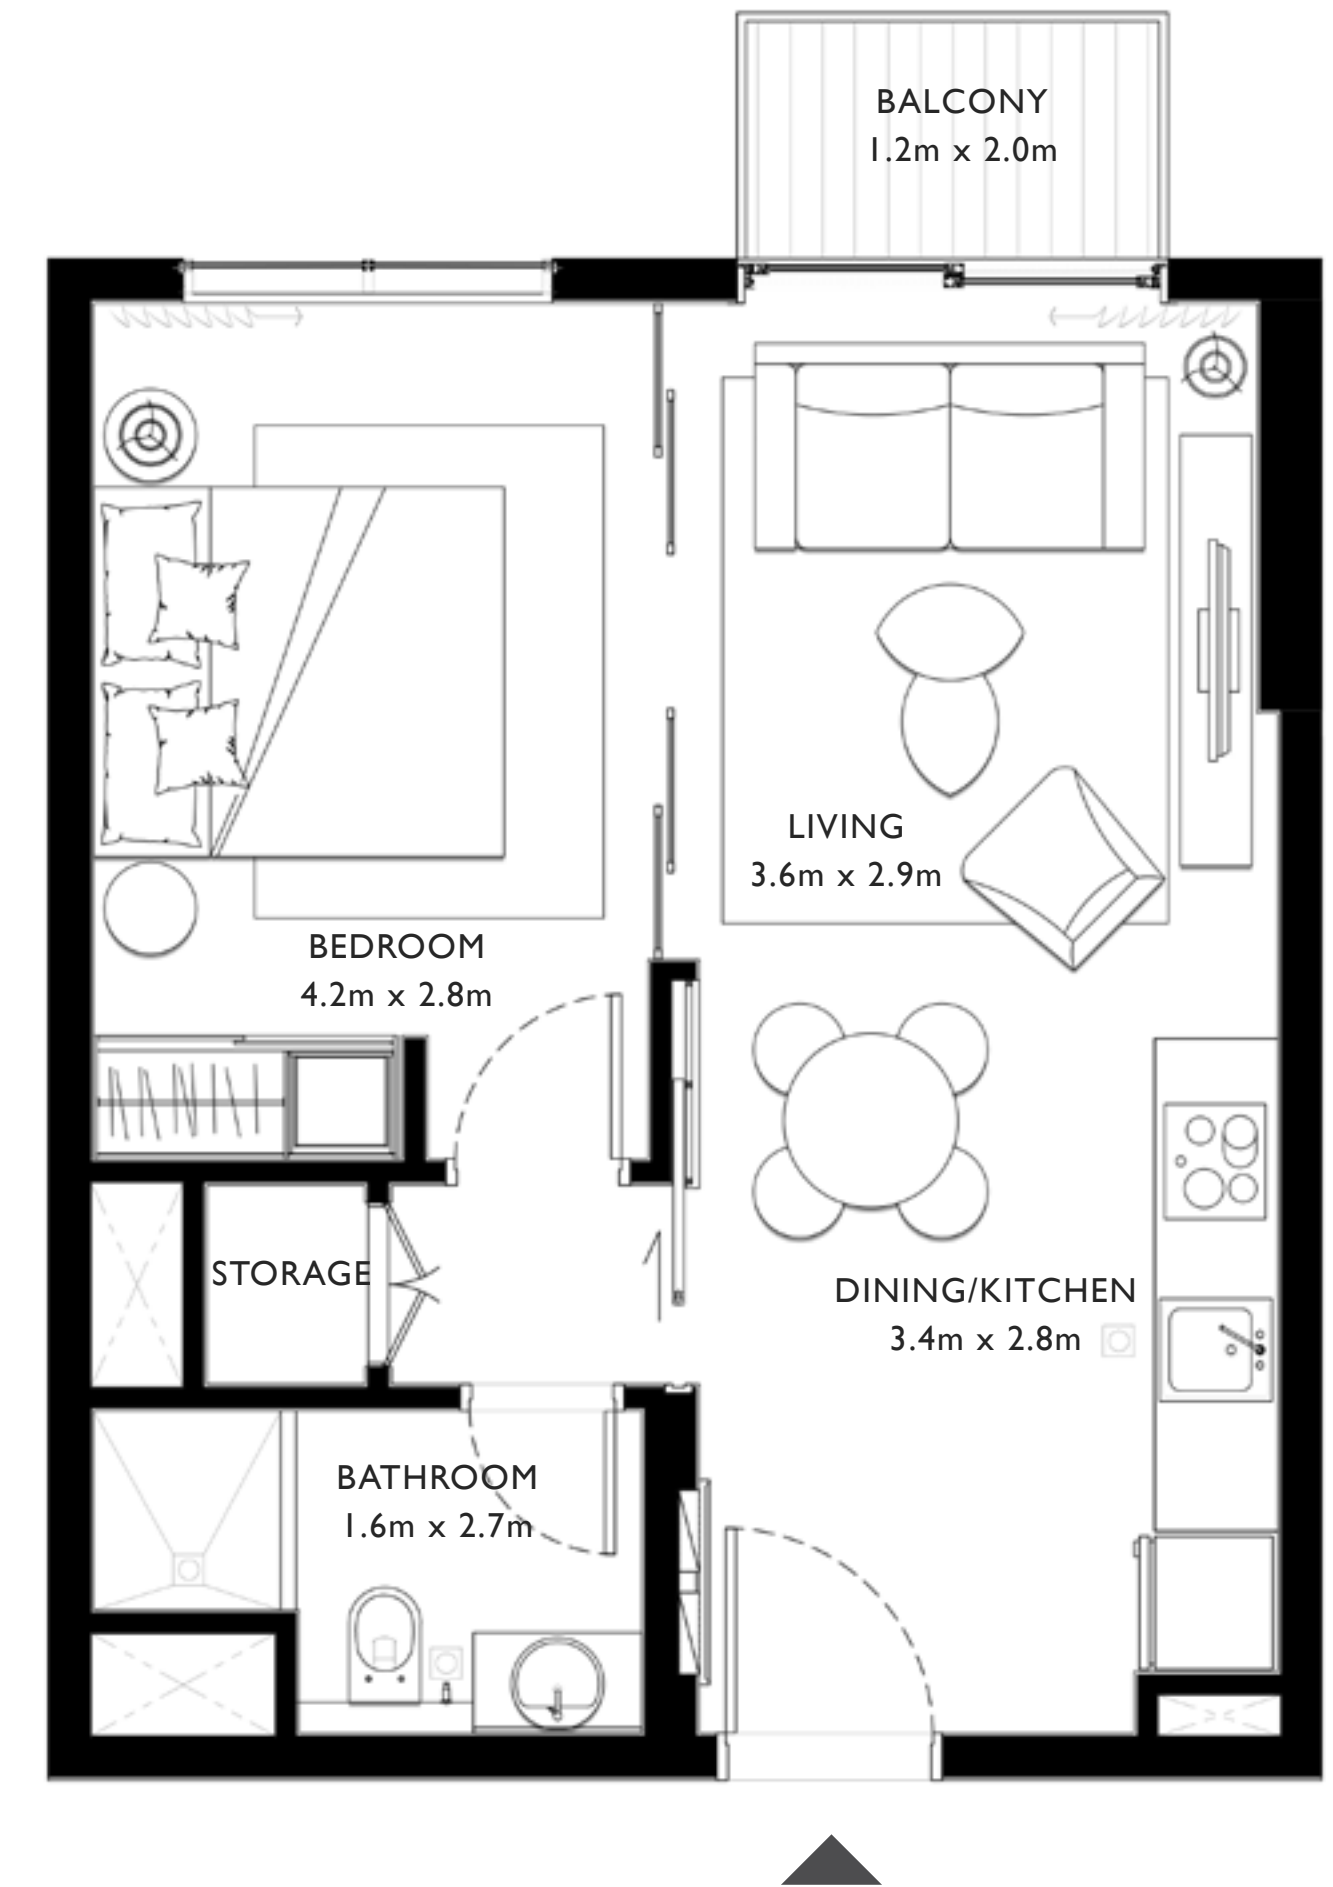 BALCONY
1.2m x 2.0m
LIVING
3.6m x 2.9m
BEDROOM
4.2m x 2.8m
STORAGE
DINING/KITCHEN
3.4m x 2.8m
BATHROOM
1.6m x 2.7m